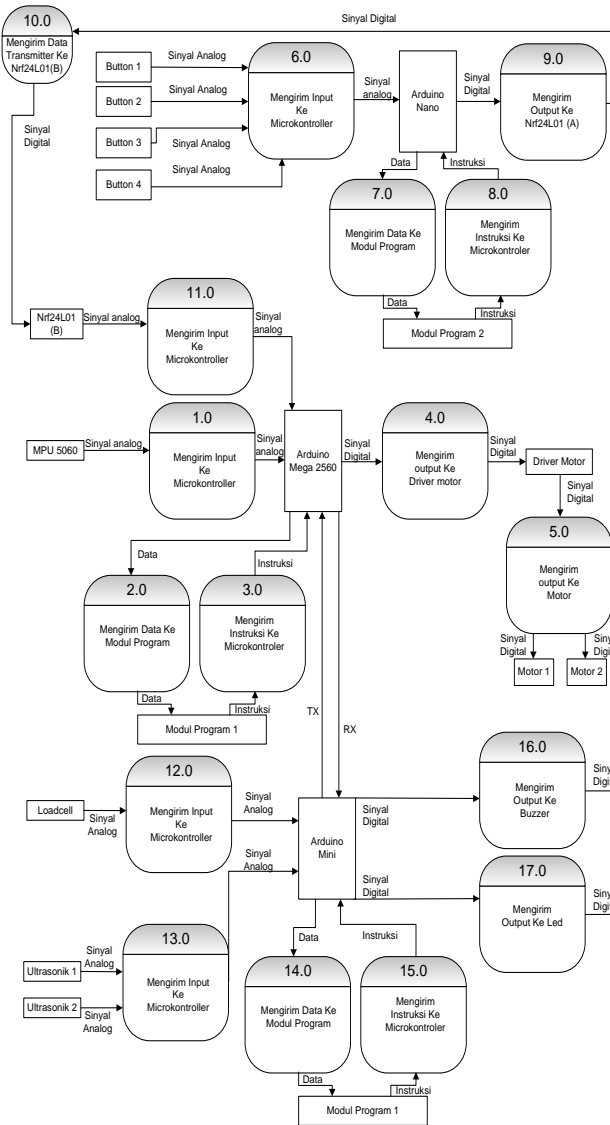 10.0
Mengirim Data
Transmitter Ke
Nrf24L01(B)
Sinyal Digital
Sinyal
Digital
Button 1
Button 2
Button 3
Button 4
Sinyal Analog
Sinyal Analog
Sinyal Analog
Sinyal Analog
6.0
Mengirim Input
Ke
Mikrokontroller
Sinyal
analog
Arduino
Nano
Sinyal
Digital
9.0
Mengirim
Output Ke
Nrf24L01 (A)
Data
Instruksi
7.0
Mengirim Data Ke
Modul Program
8.0
Mengirim
Instruksi Ke
Microkontroler
Data
Instruksi
Modul Program 2
Nrf24L01
(B)
Sinyal analog
11.0
Mengirim Input
Ke
Microkontroller
Sinyal
analog
MPU 5060
Sinyal analog
1.0
Mengirim Input
Ke
Microkontroller
Sinyal
analog
Arduino
Mega 2560
Sinyal
Digital
4.0
Mengirim
output Ke
Driver motor
Sinyal
Digital
Driver Motor
Sinyal
Digital
5.0
Mengirim
output Ke
Motor
Sinyal
Digital
Motor 1
Motor 2
Data
Instruksi
2.0
Mengirim Data Ke
Modul Program
3.0
Mengirim
Instruksi Ke
Microkontroler
Data
Instruksi
Modul Program 1
TX
RX
Loadcell
Sinyal
Analog
12.0
Mengirim Input
Ke
Microkontroller
Sinyal
Analog
Arduino
Mini
Sinyal
Digital
16.0
Mengirim
Output Ke
Buzzer
Sinyal
Digital
17.0
Mengirim
Output Ke Led
Ultrasonik 1
Ultrasonik 2
Sinyal
Analog
Sinyal
Analog
13.0
Mengirim Input
Ke
Microkontroller
Sinyal
Analog
Data
Instruksi
14.0
Mengirim Data Ke
Modul Program
15.0
Mengirim
Instruksi Ke
Microkontroler
Data
Instruksi
Modul Program 1